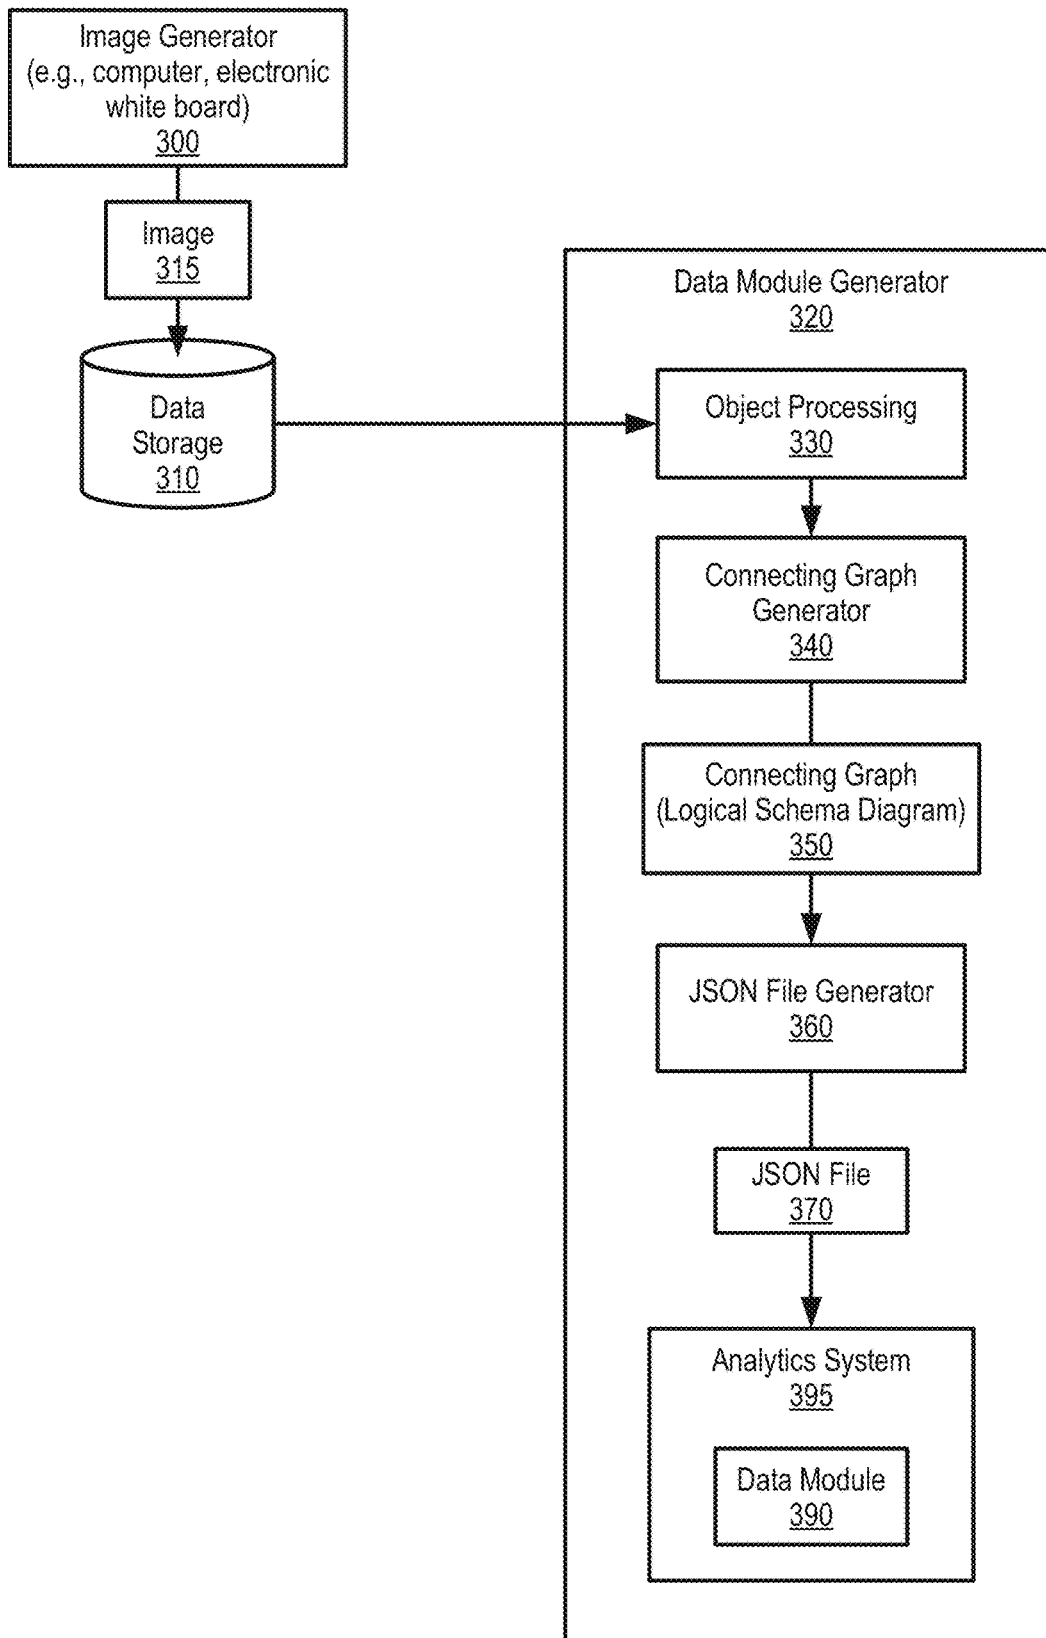 Image Generator
(e.g., computer, electronic
white board)
300
Image
315
Data
Storage
310
Data Module Generator
320
Object Processing
330
Connecting Graph
Generator
340
Connecting Graph
(Logical Schema Diagram)
350
JSON File Generator
360
JSON File
370
Analytics System
395
Data Module
390